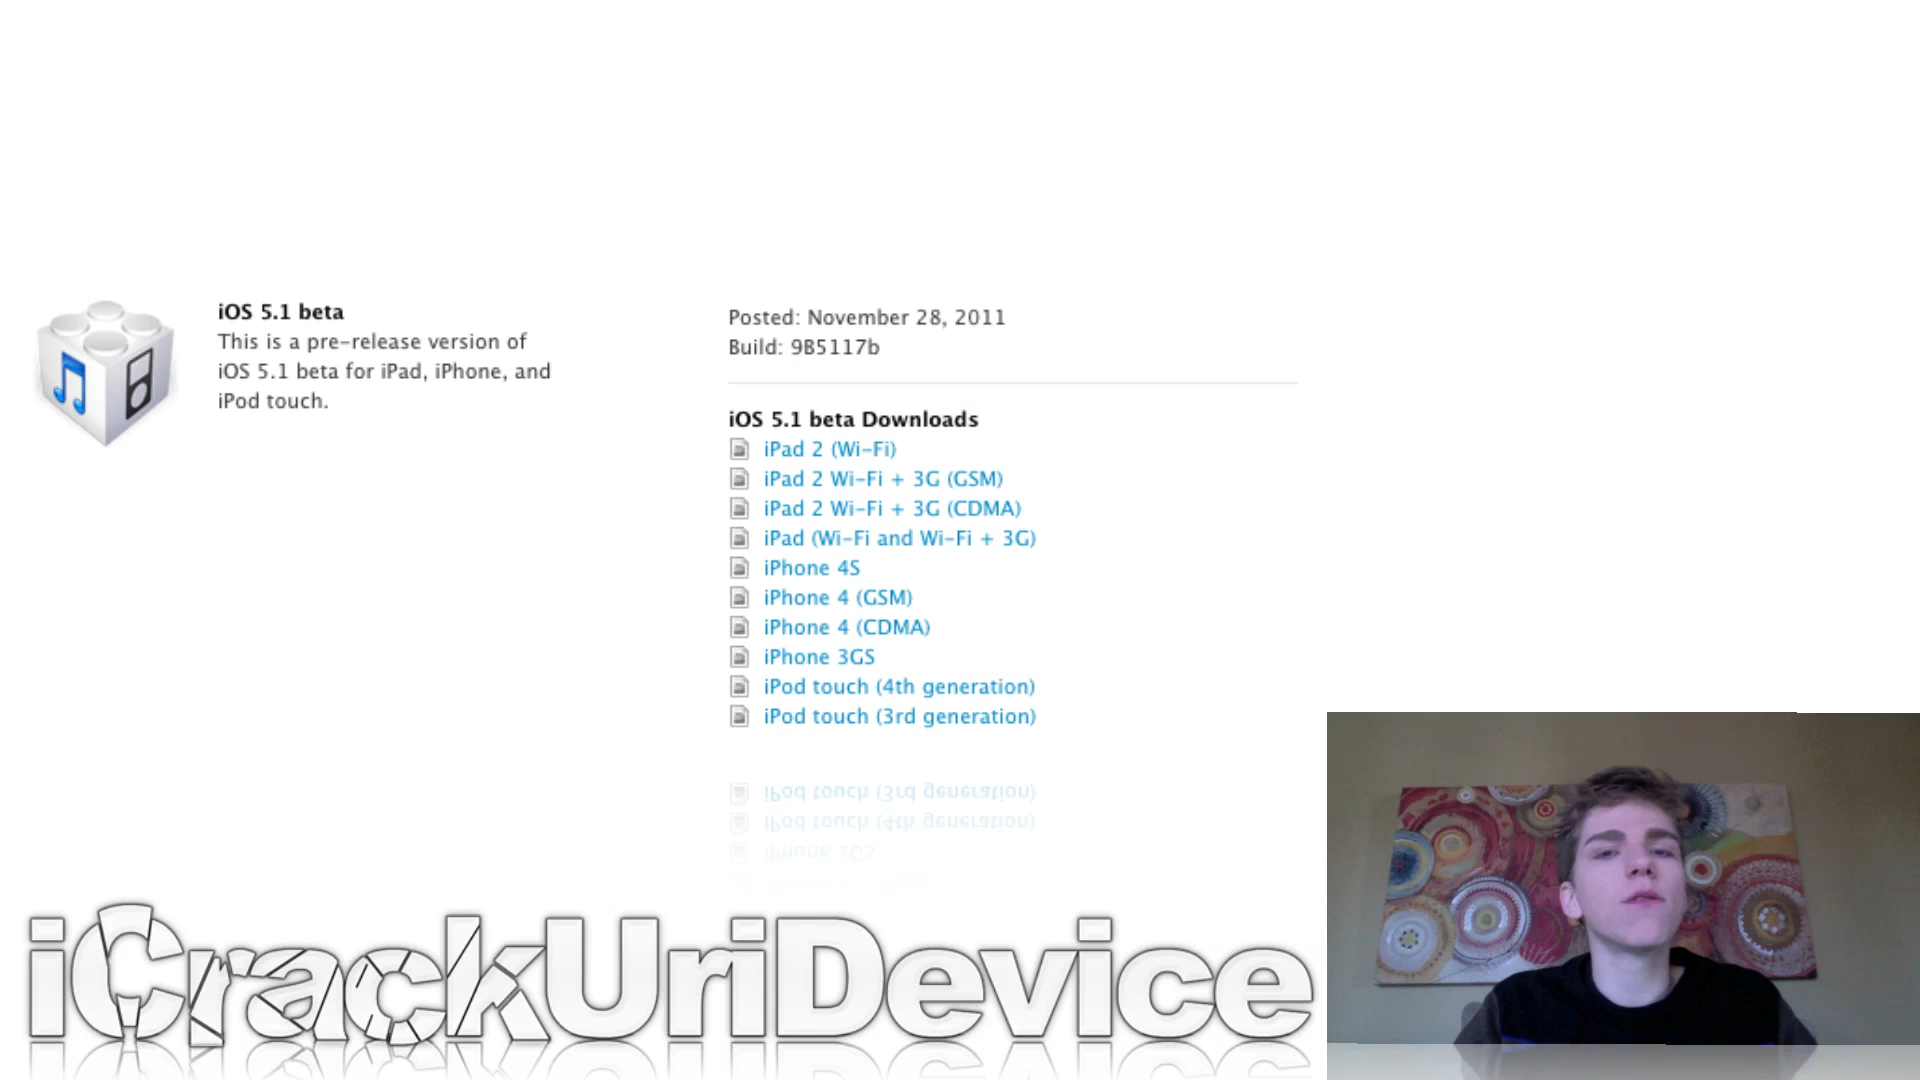 iOS 5.1 beta
This is a pre-release version of
iOS 5.1 beta for iPad, iPhone, and
iPod touch.
Posted: November 28, 2011
Build: 9B5117b
iOS 5.1 beta Downloads
iPad 2 (Wi-Fi)
iPad 2 Wi-Fi + 3G (GSM)
iPad 2 Wi-Fi + 3G (CDMA)
iPad (Wi-Fi and Wi-Fi + 3G)
iPhone 4S
iPhone 4 (GSM)
iPhone 4 (CDMA)
iPhone 3GS
iPod touch (4th generation)
iPod touch (3rd generation)
iCrackUriDevice